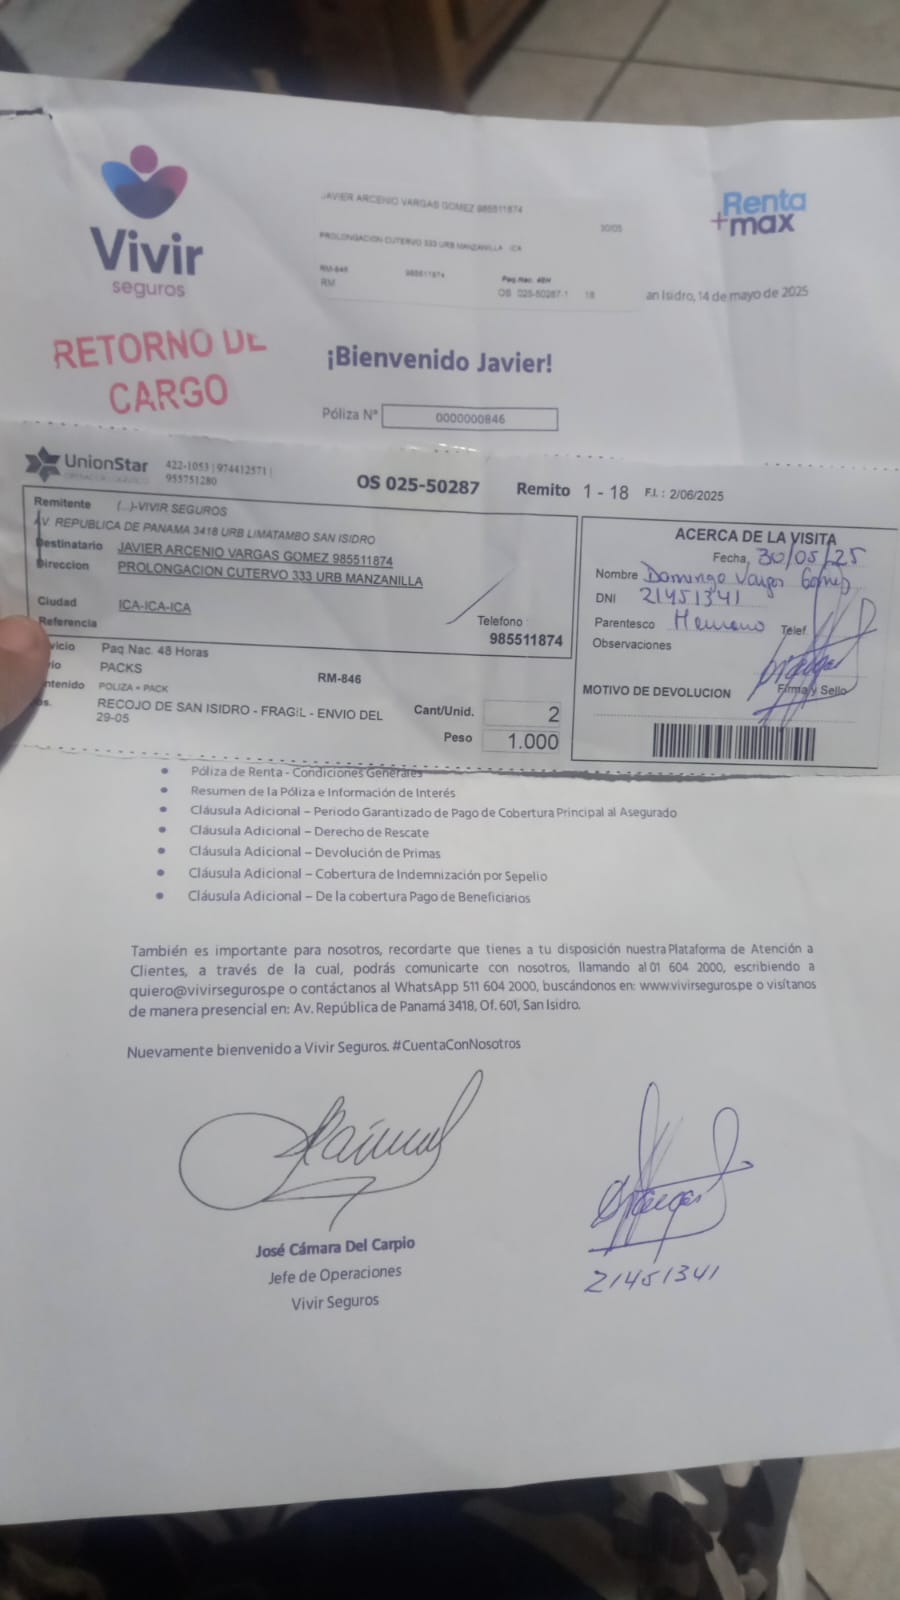 Vivir
seguros
JAVIER ARCENIO VARGAS GOMEZ 985511874
30/05
PROLONGACION CUTERVO 333 URB MANZANILLA ICA
RM-846 985511874 Paq.Nac. 48H
RM OS 025-50287-1 18
Renta
+max
an Isidro, 14 de mayo de 2025
RETORNO DE
CARGO
¡Bienvenido Javier!
Póliza N° 0000000846
UnionStar
422-1053 | 974412571 |
955751280
OS 025-50287 Remito 1 - 18 F.I. : 2/06/2025
Remitente (...)-VIVIR SEGUROS
AV. REPUBLICA DE PANAMA 3418 URB LIMATAMBO SAN ISIDRO
Destinatario JAVIER ARCENIO VARGAS GOMEZ 985511874
Direccion PROLONGACION CUTERVO 333 URB MANZANILLA
Ciudad ICA-ICA-ICA
Referencia
Telefono
985511874
vicio Paq Nac. 48 Horas
io PACKS
RM-846
ntenido POLIZA + PACK
os. RECOJO DE SAN ISIDRO - FRAGIL - ENVIO DEL
29-05
Cant/Unid. 2
Peso 1.000
ACERCA DE LA VISITA
Fecha, 30/05/25
Nombre Domingo Vargas Gomez
DNI 21451341
Parentesco Hermano Telef.
Observaciones
MOTIVO DE DEVOLUCION Firma y Sello
Póliza de Renta - Condiciones Generales
Resumen de la Póliza e Información de Interés
Cláusula Adicional – Periodo Garantizado de Pago de Cobertura Principal al Asegurado
Cláusula Adicional – Derecho de Rescate
Cláusula Adicional – Devolución de Primas
Cláusula Adicional – Cobertura de Indemnización por Sepelio
Cláusula Adicional – De la cobertura Pago de Beneficiarios
También es importante para nosotros, recordarte que tienes a tu disposición nuestra Plataforma de Atención a
Clientes, a través de la cual, podrás comunicarte con nosotros, llamando al 01 604 2000, escribiendo a
quiero@vivirseguros.pe o contáctanos al WhatsApp 511 604 2000, buscándonos en: www.vivirseguros.pe o visítanos
de manera presencial en: Av. República de Panamá 3418, Of. 601, San Isidro.
Nuevamente bienvenido a Vivir Seguros. #CuentaConNosotros
José Cámara Del Carpio
Jefe de Operaciones
Vivir Seguros
21451341